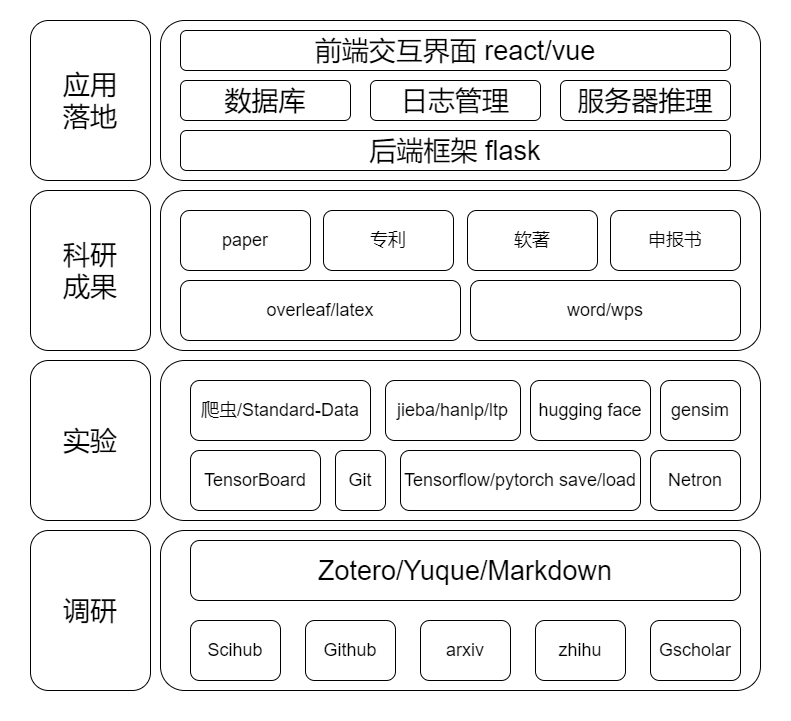 应用
落地
前端交互界面 react/vue
数据库
日志管理
服务器推理
后端框架 flask
科研
成果
paper
专利
软著
申报书
overleaf/latex
word/wps
实验
爬虫/Standard-Data
jieba/hanlp/ltp
hugging face
gensim
TensorBoard
Git
Tensorflow/pytorch save/load
Netron
调研
Zotero/Yuque/Markdown
Scihub
Github
arxiv
zhihu
Gscholar